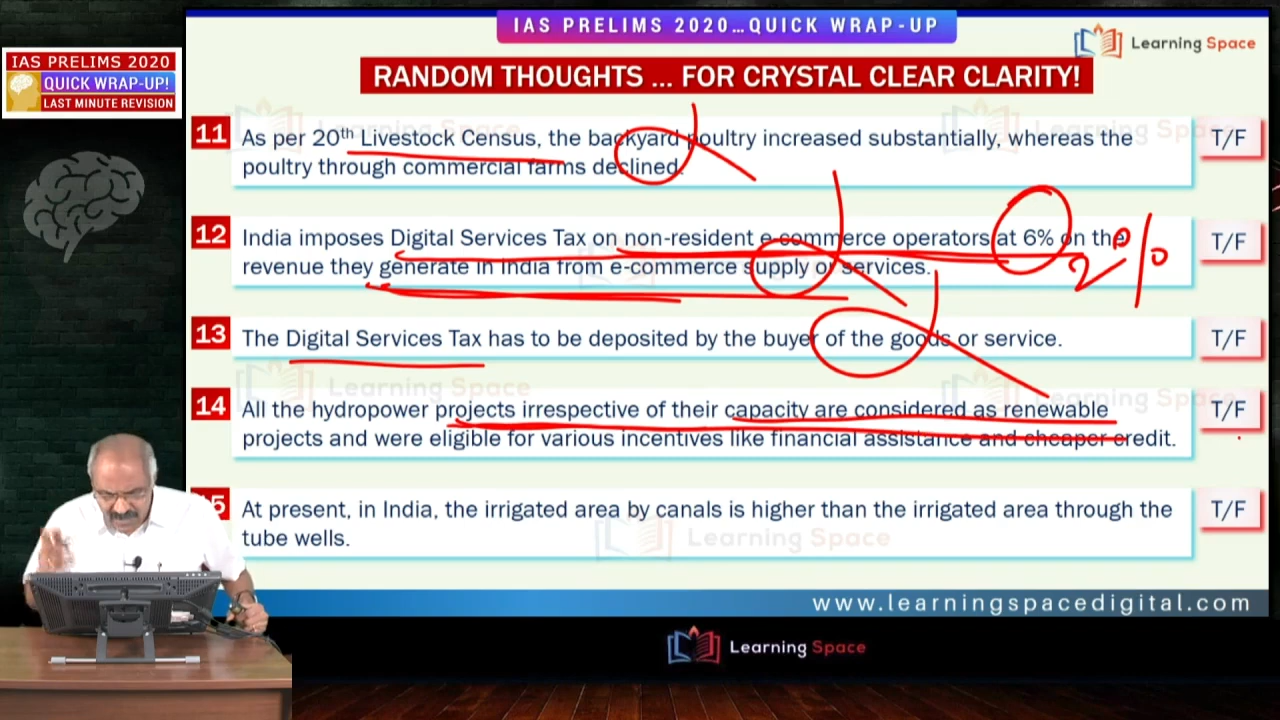 IAS PRELIMS 2020...QUICK WRAP-UP
Learning Space
IAS PRELIMS 2020
QUICK WRAP-UP!
LAST MINUTE REVISION
RANDOM THOUGHTS ... FOR CRYSTAL CLEAR CLARITY!
11 As per 20th Livestock Census, the backyard poultry increased substantially, whereas the T/F
poultry through commercial farms declined.
12 India imposes Digital Services Tax on non-resident e-commerce operators at 6% on the T/F
revenue they generate in India from e-commerce supply or services. 2%
13 The Digital Services Tax has to be deposited by the buyer of the goods or service. T/F
Learning Space
14 All the hydropower projects irrespective of their capacity are considered as renewable T/F
projects and were eligible for various incentives like financial assistance and cheaper credit.
At present, in India, the irrigated area by canals is higher than the irrigated area through the T/F
tube wells.
Learning Space
www.learningspacedigital.com
Learning Space